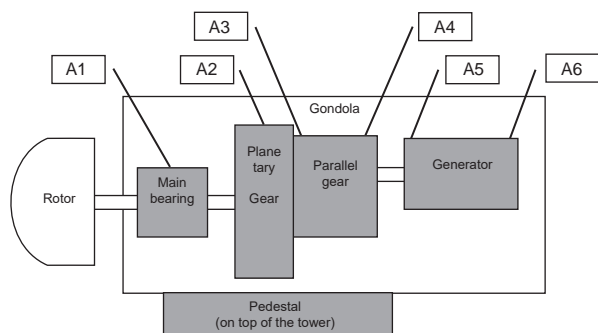 A3
A4
A1
A2
A5
A6
Gondola
Plane
tary
Gear
Parallel
gear
Generator
Main
bearing
Rotor
Pedestal
(on top of the tower)